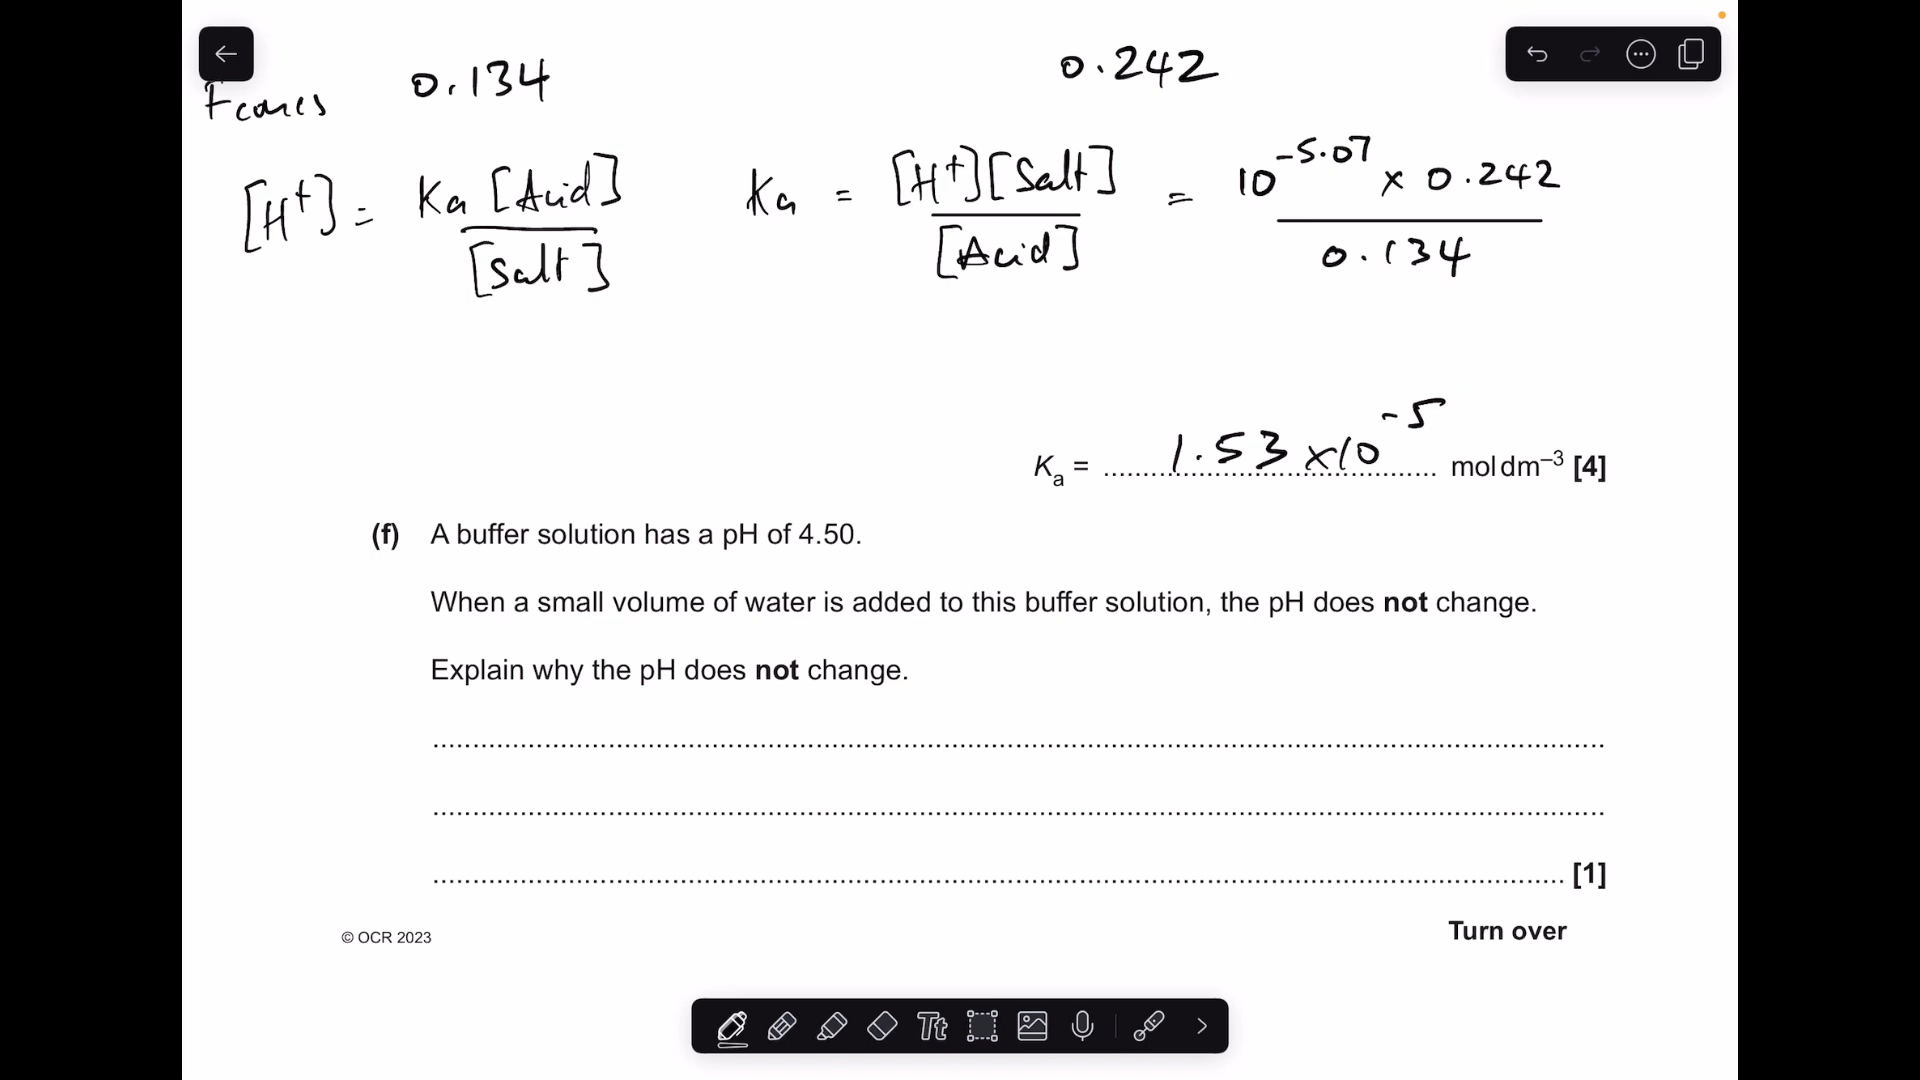 0.134 0.242
[H⁺] = Ka [Acid] / [Salt] Ka = [H⁺][Salt] / [Acid] = 10⁻⁵·⁰⁷ × 0.242 / 0.134
Kₐ = 1.53 × 10⁻⁵ mol dm⁻³ [4]
(f) A buffer solution has a pH of 4.50.
When a small volume of water is added to this buffer solution, the pH does not change.
Explain why the pH does not change.
[1]
© OCR 2023
Turn over
Tt